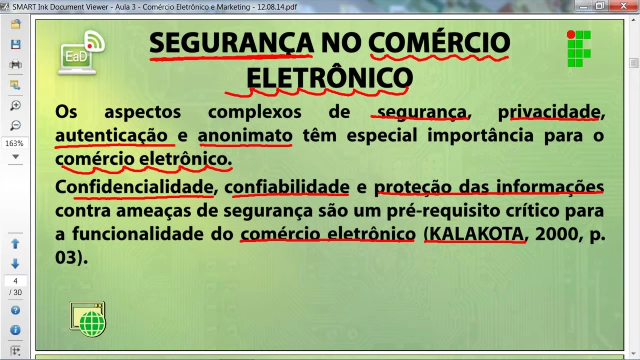 SMART Ink Document Viewer - Aula 3 - Comércio Eletrônico e Marketing - 12.08.14.pdf
EaD
SEGURANÇA NO COMÉRCIO
ELETRÔNICO
Os aspectos complexos de segurança, privacidade,
autenticação e anonimato têm especial importância para o
comércio eletrônico.
Confidencialidade, confiabilidade e proteção das informações
contra ameaças de segurança são um pré-requisito crítico para
a funcionalidade do comércio eletrônico (KALAKOTA, 2000, p.
03).
163%
4
/ 30